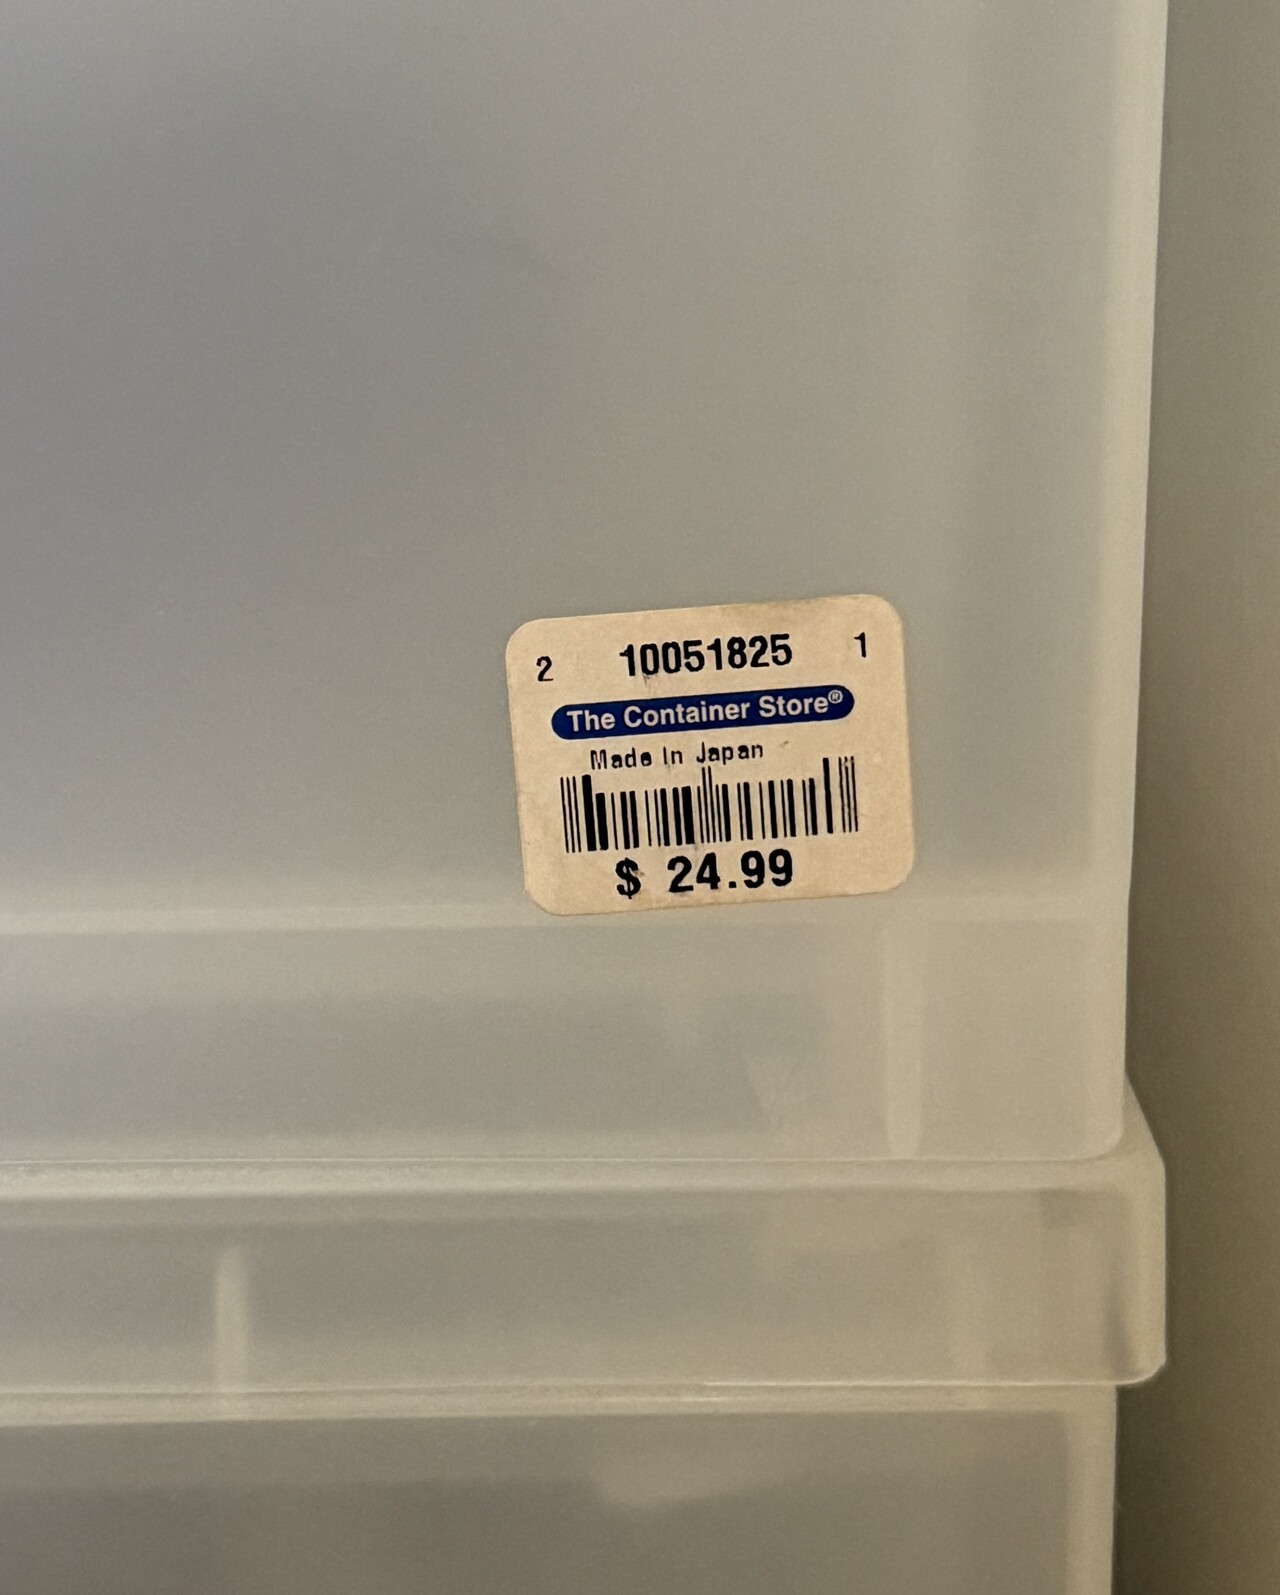 2 10051825 1
The Container Store®
Made In Japan
$ 24.99